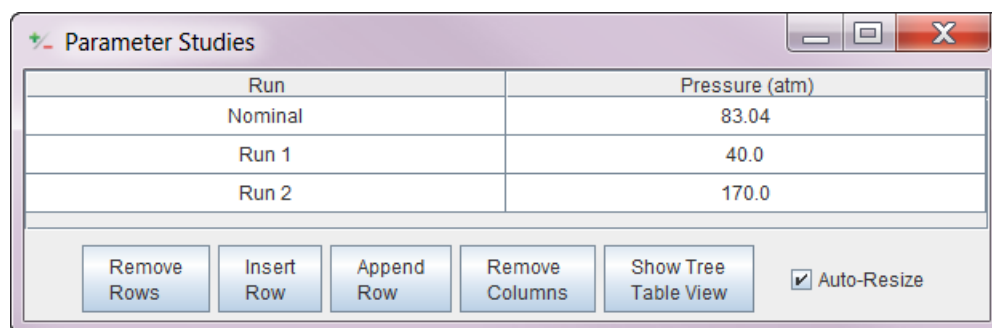 Parameter Studies
Run Pressure (atm)
Nominal 83.04
Run 1 40.0
Run 2 170.0
Remove Insert Append Remove Show Tree Auto-Resize
Rows Row Row Columns Table View